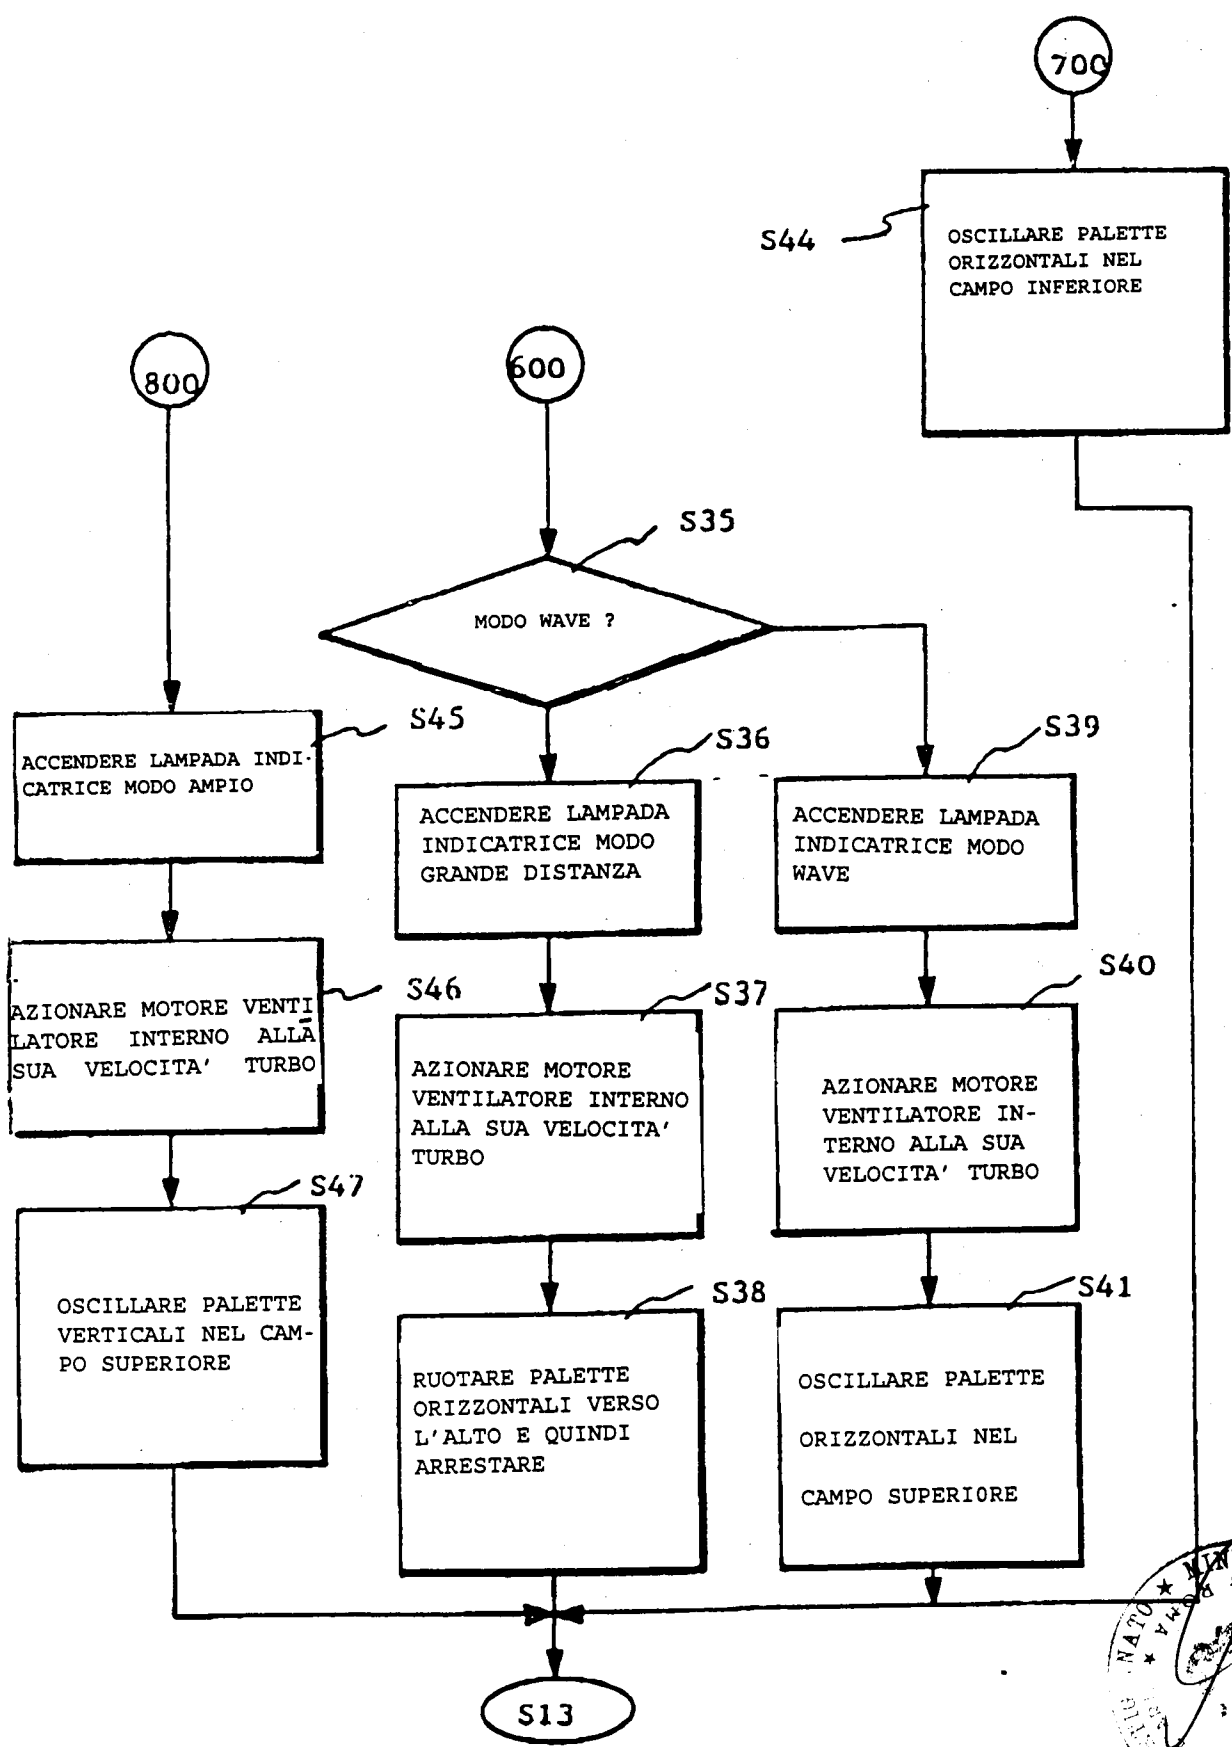 700
S44
OSCILLARE PALETTE
ORIZZONTALI NEL
CAMPO INFERIORE
800
600
S35
MODO WAVE ?
S45
ACCENDERE LAMPADA INDI-
CATRICE MODO AMPIO
S36
ACCENDERE LAMPADA
INDICATRICE MODO
GRANDE DISTANZA
S39
ACCENDERE LAMPADA
INDICATRICE MODO
WAVE
S46
AZIONARE MOTORE VENTI
LATORE INTERNO ALLA
SUA VELOCITA' TURBO
S37
AZIONARE MOTORE
VENTILATORE INTERNO
ALLA SUA VELOCITA'
TURBO
S40
AZIONARE MOTORE
VENTILATORE IN-
TERNO ALLA SUA
VELOCITA' TURBO
S47
OSCILLARE PALETTE
VERTICALI NEL CAM-
PO SUPERIORE
S38
RUOTARE PALETTE
ORIZZONTALI VERSO
L'ALTO E QUINDI
ARRESTARE
S41
OSCILLARE PALETTE
ORIZZONTALI NEL
CAMPO SUPERIORE
S13
NATO ★ MIN